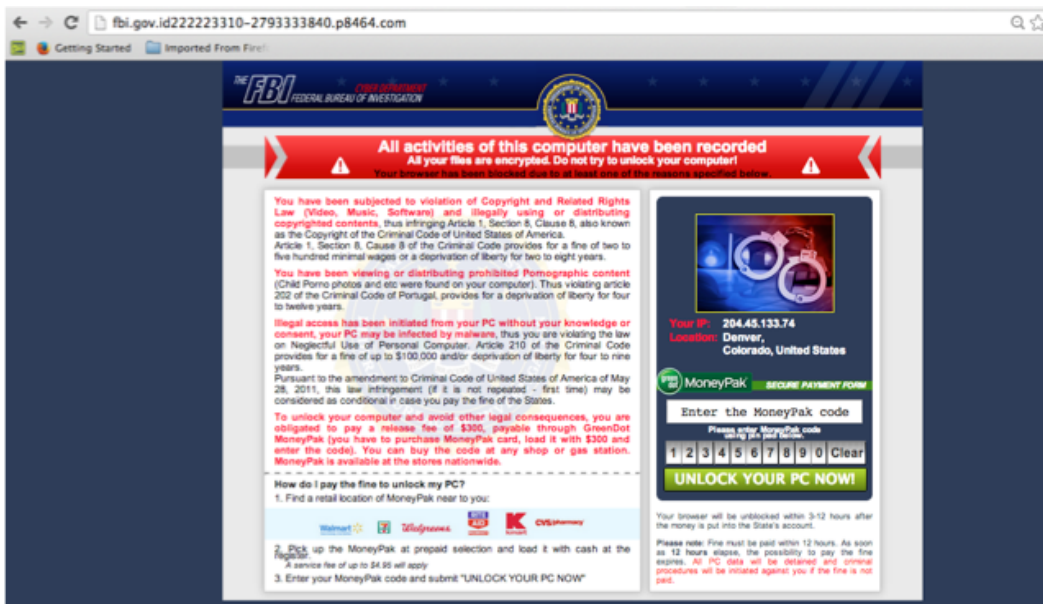 fbi.gov.id222223310-2793333840.p8464.com
Getting Started Imported From Firef
THE FBI CYBER DEPARTMENT
FEDERAL BUREAU OF INVESTIGATION
All activities of this computer have been recorded
All your files are encrypted. Do not try to unlock your computer!
Your browser has been blocked due to at least one of the reasons specified below.
You have been subjected to violation of Copyright and Related Rights
Law (Video, Music, Software) and illegally using or distributing
copyrighted contents, thus infringing Article 1, Section 8, Clause 8, also known
as the Copyright of the Criminal Code of United States of America.
Article 1, Section 8, Cause 8 of the Criminal Code provides for a fine of two to
five hundred minimal wages or a deprivation of liberty for two to eight years.
You have been viewing or distributing prohibited Pornographic content
(Child Porno photos and etc were found on your computer). Thus violating article
202 of the Criminal Code of Portugal, provides for a deprivation of liberty for four
to twelve years.
Illegal access has been initiated from your PC without your knowledge or
consent, your PC may be infected by malware, thus you are violating the law
on Neglectful Use of Personal Computer. Article 210 of the Criminal Code
provides for a fine of up to $100,000 and/or deprivation of liberty for four to nine
years.
Pursuant to the amendment to Criminal Code of United States of America of May
28, 2011, this law infringement (if it is not repeated - first time) may be
considered as conditional in case you pay the fine of the States.
To unlock your computer and avoid other legal consequences, you are
obligated to pay a release fee of $300, payable through GreenDot
MoneyPak (you have to purchase MoneyPak card, load it with $300 and
enter the code). You can buy the code at any shop or gas station.
MoneyPak is available at the stores nationwide.
How do I pay the fine to unlock my PC?
1. Find a retail location of MoneyPak near to you:
Walmart 7 Walgreens RITE AID K kmart CVS/pharmacy
2. Pick up the MoneyPak at prepaid selection and load it with cash at the
register.
A service fee of up to $4.95 will apply
3. Enter your MoneyPak code and submit "UNLOCK YOUR PC NOW"
Your IP: 204.45.133.74
Location: Denver,
Colorado, United States
green dot MoneyPak SECURE PAYMENT FORM
Enter the MoneyPak code
Please enter MoneyPak code
using pin pad below.
1 2 3 4 5 6 7 8 9 0 Clear
UNLOCK YOUR PC NOW!
Your browser will be unblocked within 3-12 hours after
the money is put into the State's account.
Please note: Fine must be paid within 12 hours. As soon
as 12 hours elapse, the possibility to pay the fine
expires. All PC data will be detained and criminal
procedures will be initiated against you if the fine is not
paid.